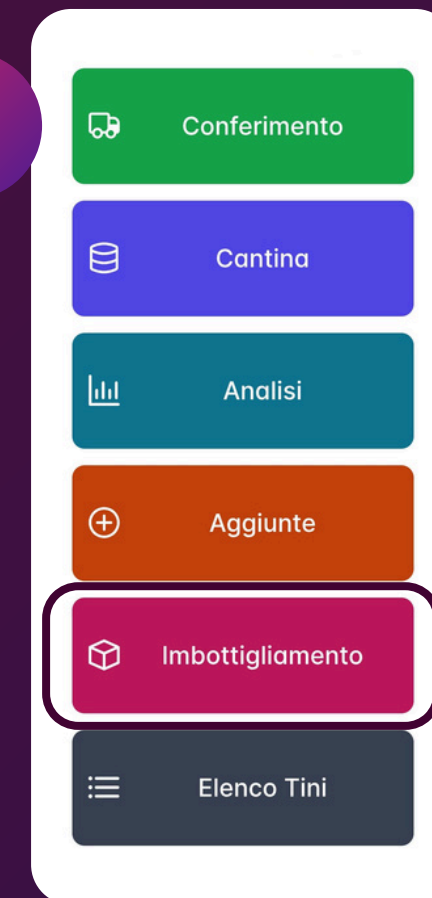 Conferimento
Cantina
Analisi
Aggiunte
Imbottigliamento
Elenco Tini